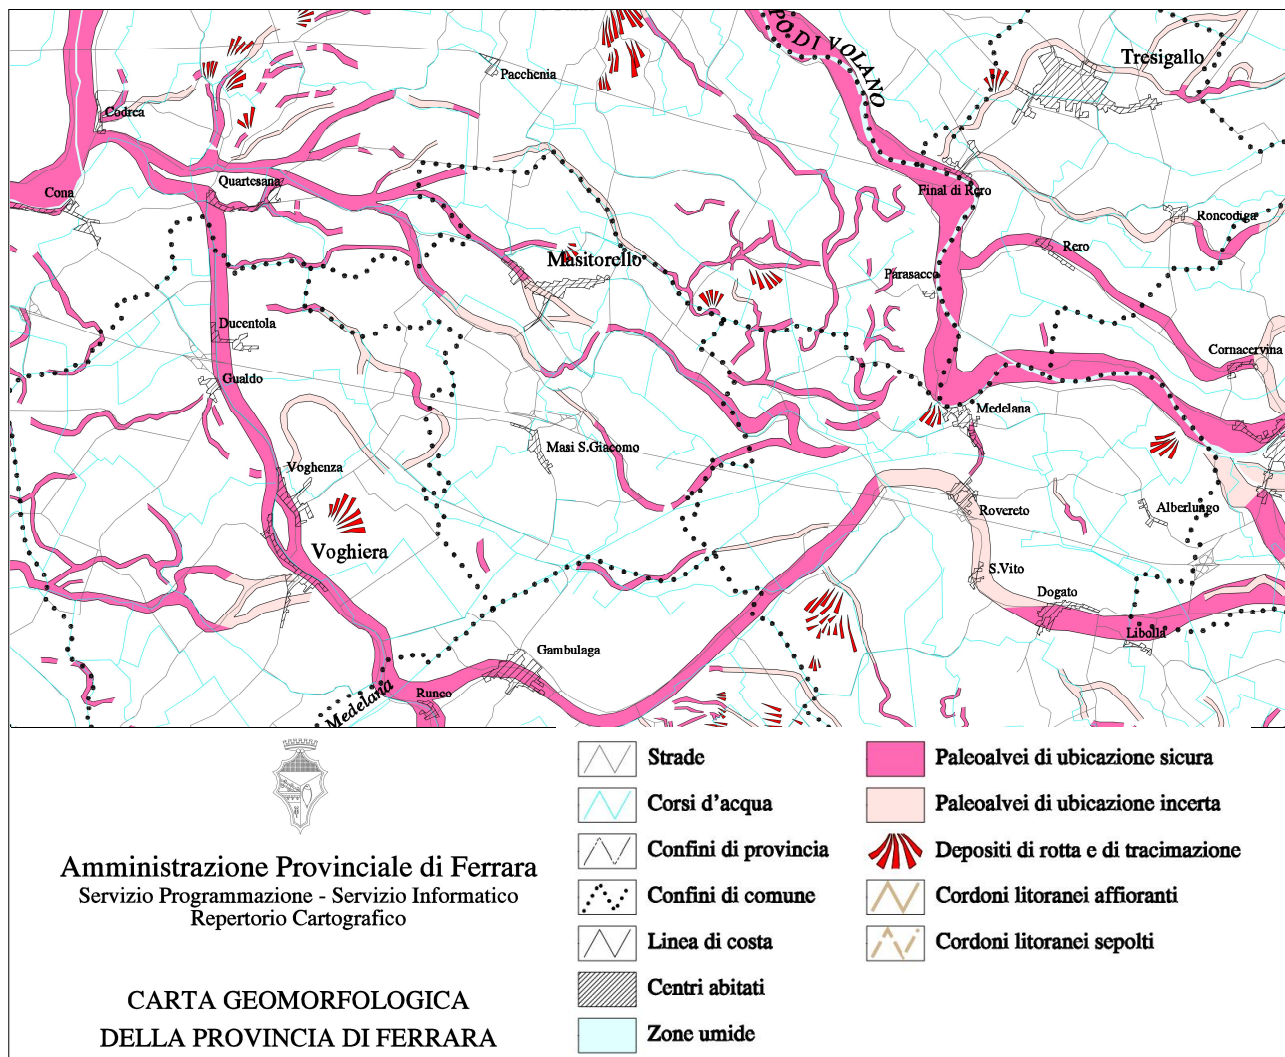 PO DI VOLANO
Tresigallo
Pacchenia
Codrea
Quartesana
Cona
Final di Rero
Roncodiga
Rero
Masitorello
Parasacco
Ducentola
Cornacervina
Gualdo
Medelana
Masi S.Giacomo
Voghenza
Alberlungo
Rovereto
Voghiera
S.Vito
Dogato
Libolla
Gambulaga
Runco
Medelana
Amministrazione Provinciale di Ferrara
Servizio Programmazione - Servizio Informatico
Repertorio Cartografico
CARTA GEOMORFOLOGICA
DELLA PROVINCIA DI FERRARA
Strade
Corsi d'acqua
Confini di provincia
Confini di comune
Linea di costa
Centri abitati
Zone umide
Paleoalvei di ubicazione sicura
Paleoalvei di ubicazione incerta
Depositi di rotta e di tracimazione
Cordoni litoranei affioranti
Cordoni litoranei sepolti